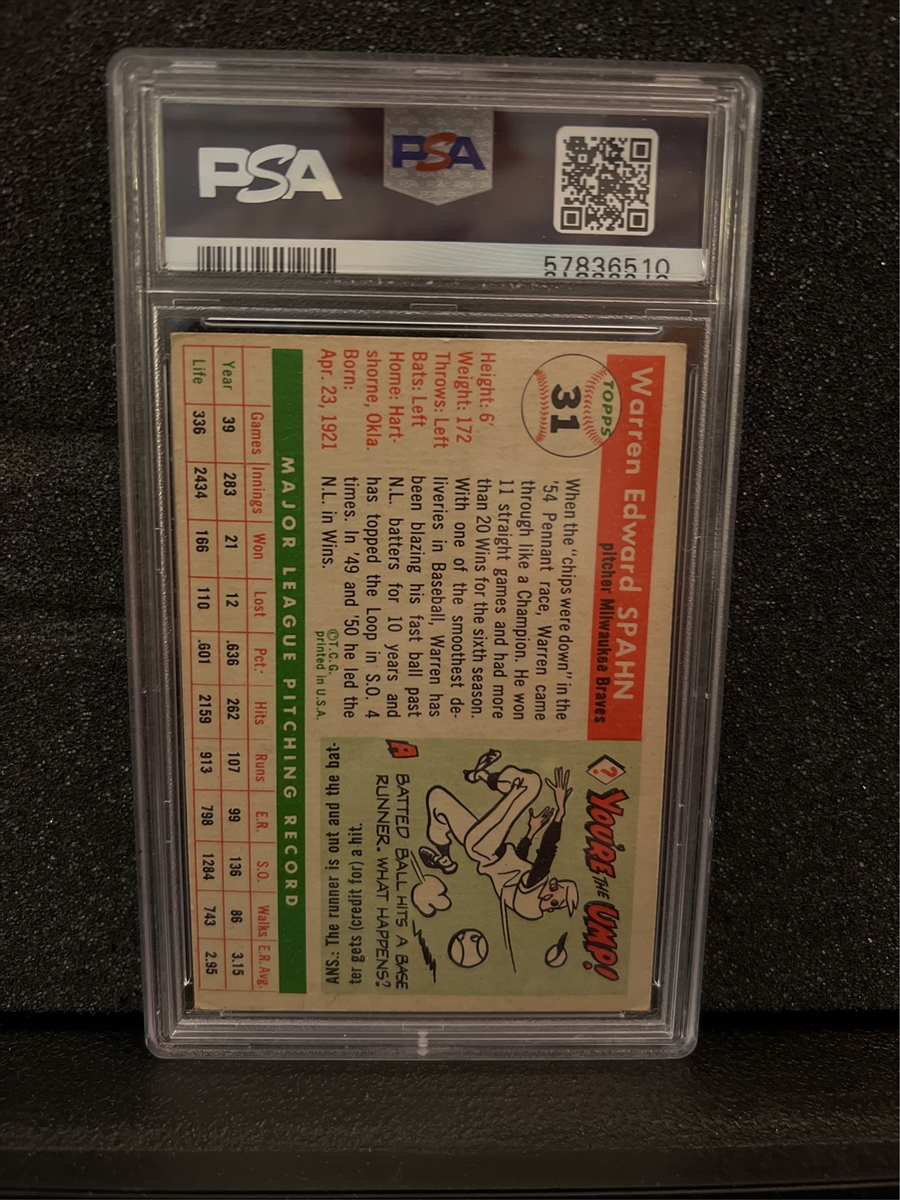 PSA
PSA
57836510
TOPPS
31
Warren Edward SPAHN
pitcher Milwaukee Braves
Height: 6'
Weight: 172
Throws: Left
Bats: Left
Home: Hart-
shorne, Okla.
Born:
Apr. 23, 1921
When the "chips were down" in the
'54 Pennant race, Warren came
through like a Champion. He won
11 straight games and had more
than 20 Wins for the sixth season.
With one of the smoothest de-
liveries in Baseball, Warren has
been blazing his fast ball past
N.L. batters for 10 years and
has topped the Loop in S.O. 4
times. In '49 and '50 he led the
N.L. in Wins.
©T.C.G.
printed in U.S.A.
? YOU'RE THE UMP!
A BATTED BALL HITS A BASE
RUNNER. WHAT HAPPENS?
ANS.: The runner is out and the bat-
ter gets (credit for) a hit.
MAJOR LEAGUE PITCHING RECORD
Games Innings Won Lost Pct. Hits Runs E.R. S.O. Walks E.R. Avg.
Year 39 283 21 12 .636 262 107 99 136 86 3.15
Life 336 2434 166 110 .601 2159 913 798 1284 743 2.95